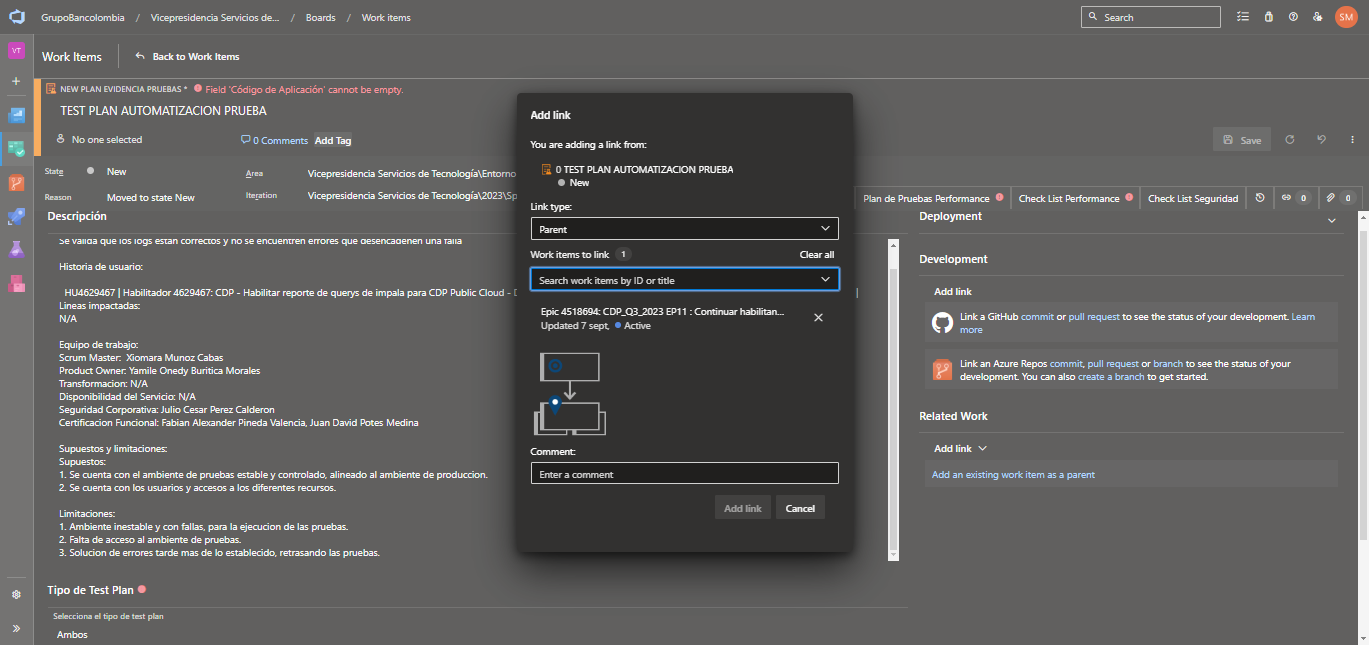 GrupoBancolombia / Vicepresidencia Servicios de... / Boards / Work items
Search
SM
VT
Work Items
Back to Work Items
NEW PLAN EVIDENCIA PRUEBAS *
Field 'Código de Aplicación' cannot be empty.
TEST PLAN AUTOMATIZACION PRUEBA
No one selected
0 Comments
Add Tag
Save
State
New
Area
Vicepresidencia Servicios de Tecnología\Entorno
Reason
Moved to state New
Iteration
Vicepresidencia Servicios de Tecnología\2023\Sp
Plan de Pruebas Performance
Check List Performance
Check List Seguridad
0
0
Descripción
Se valida que los logs estan correctos y no se encuentren errores que desencadenen una falla
Historia de usuario:
HU4629467 | Habilitador 4629467: CDP - Habilitar reporte de querys de impala para CDP Public Cloud -
Lineas impactadas:
N/A
Equipo de trabajo:
Scrum Master: Xiomara Munoz Cabas
Product Owner: Yamile Onedy Buritica Morales
Transformacion: N/A
Disponibilidad del Servicio: N/A
Seguridad Corporativa: Julio Cesar Perez Calderon
Certificacion Funcional: Fabian Alexander Pineda Valencia, Juan David Potes Medina
Supuestos y limitaciones:
Supuestos:
1. Se cuenta con el ambiente de pruebas estable y controlado, alineado al ambiente de produccion.
2. Se cuenta con los usuarios y accesos a los diferentes recursos.
Limitaciones:
1. Ambiente inestable y con fallas, para la ejecucion de las pruebas.
2. Falta de acceso al ambiente de pruebas.
3. Solucion de errores tarde mas de lo establecido, retrasando las pruebas.
Tipo de Test Plan
Selecciona el tipo de test plan
Ambos
Add link
You are adding a link from:
0 TEST PLAN AUTOMATIZACION PRUEBA
New
Link type:
Parent
Work items to link 1
Clear all
Search work items by ID or title
Epic 4518694: CDP_Q3_2023 EP11 : Continuar habilitan...
Updated 7 sept, Active
Comment:
Enter a comment
Add link
Cancel
Deployment
Development
Add link
Link a GitHub commit or pull request to see the status of your development. Learn
more
Link an Azure Repos commit, pull request or branch to see the status of your
development. You can also create a branch to get started.
Related Work
Add link
Add an existing work item as a parent